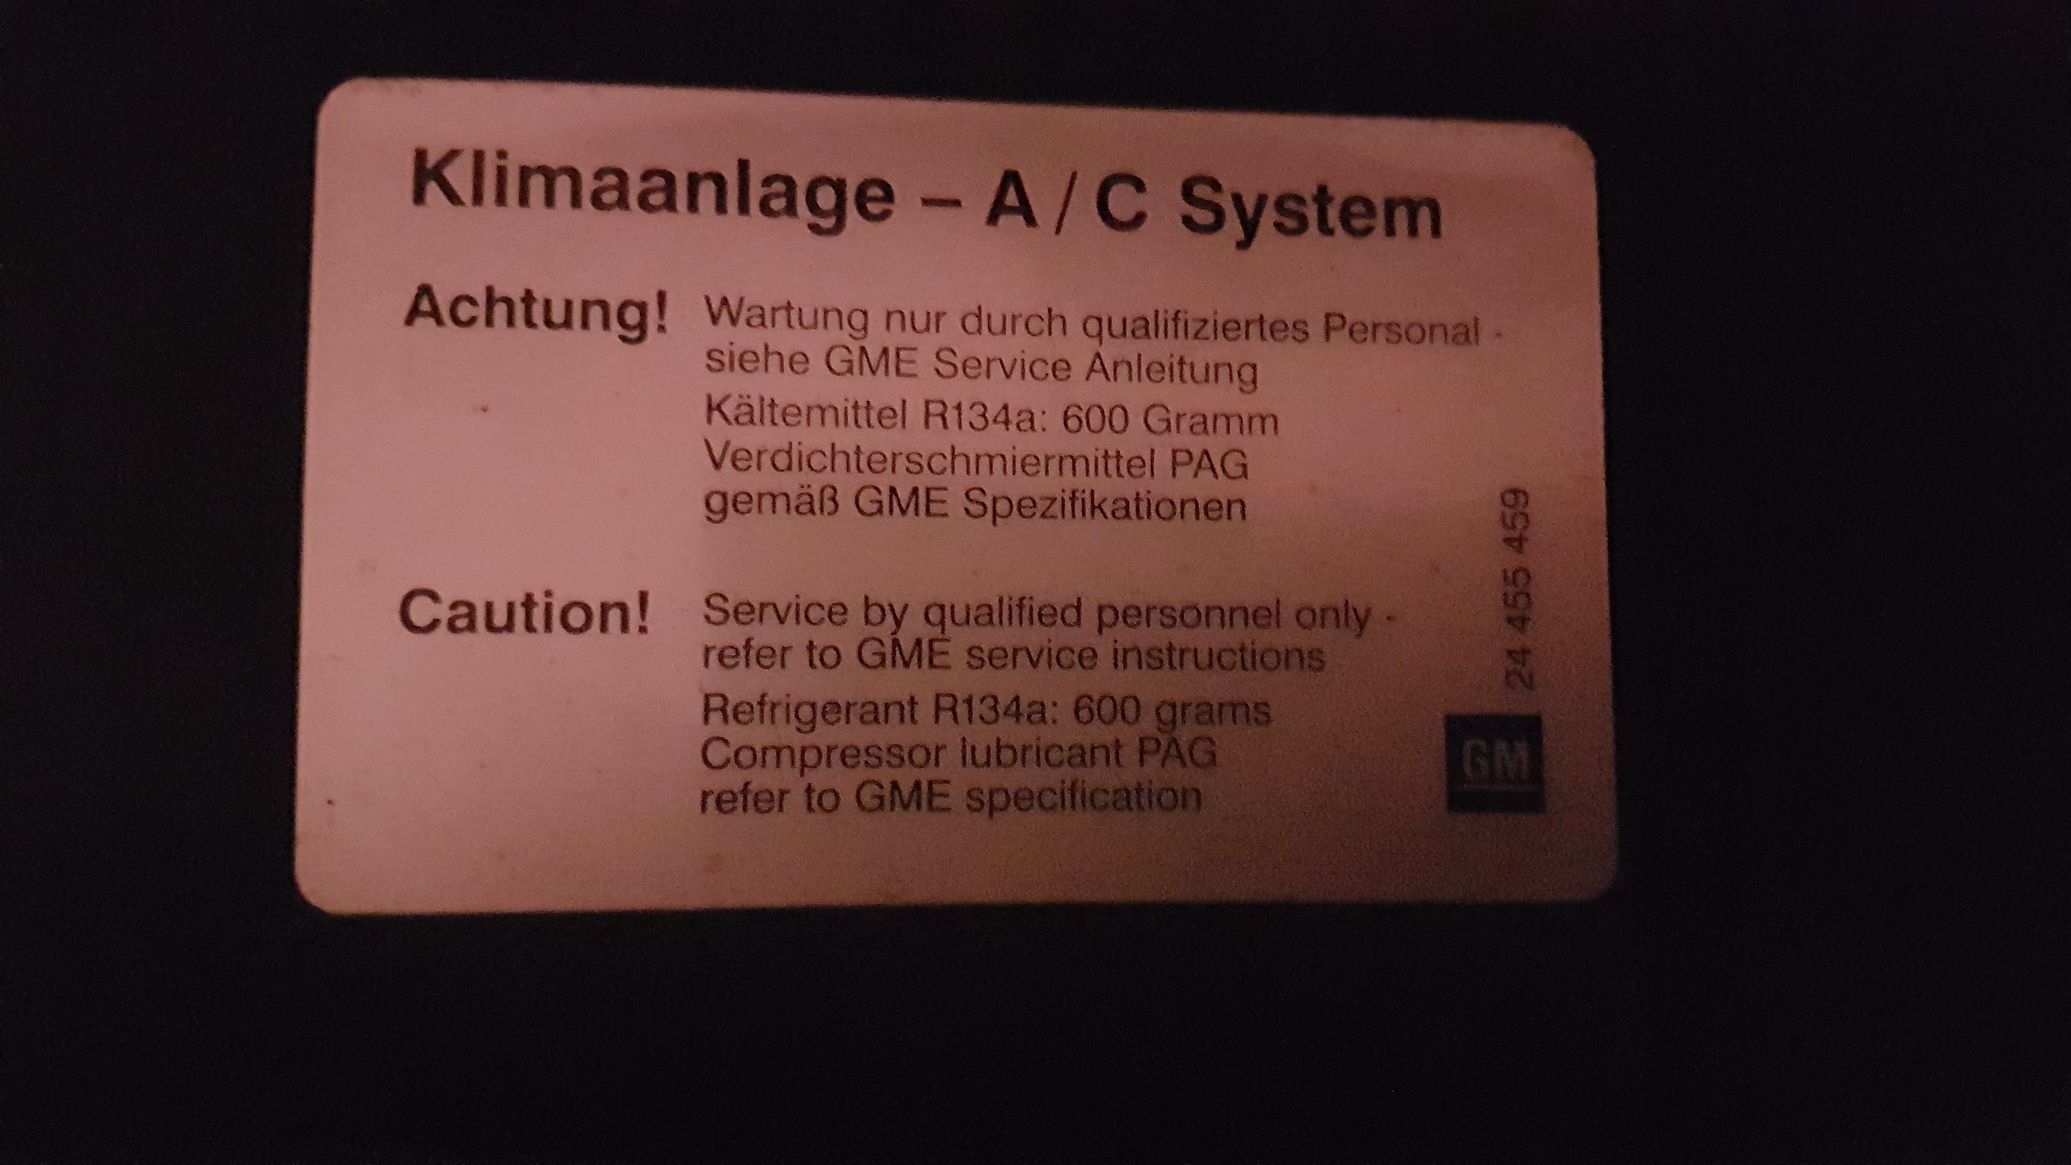 Klimaanlage – A / C System
Achtung! Wartung nur durch qualifiziertes Personal -
siehe GME Service Anleitung
Kältemittel R134a: 600 Gramm
Verdichterschmiermittel PAG
gemäß GME Spezifikationen
Caution! Service by qualified personnel only -
refer to GME service instructions
Refrigerant R134a: 600 grams
Compressor lubricant PAG
refer to GME specification
24 455 459
GM